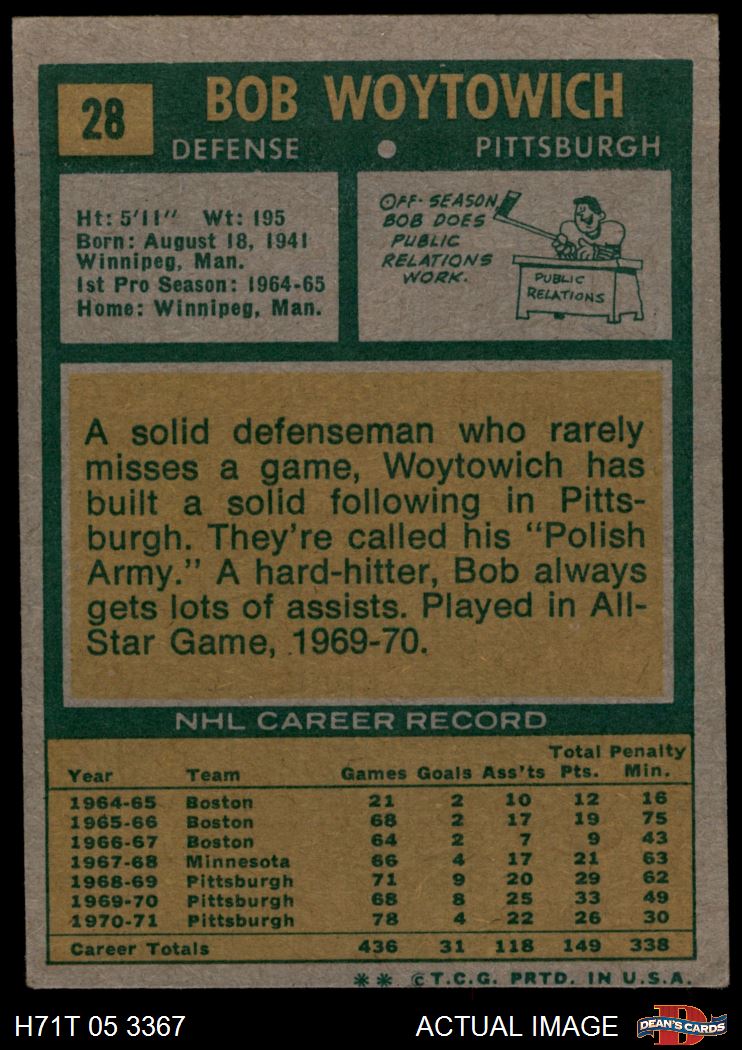 28
BOB WOYTOWICH
DEFENSE • PITTSBURGH
Ht: 5'11" Wt: 195
Born: August 18, 1941
Winnipeg, Man.
1st Pro Season: 1964-65
Home: Winnipeg, Man.
OFF-SEASON
BOB DOES
PUBLIC
RELATIONS
WORK.
PUBLIC
RELATIONS
A solid defenseman who rarely
misses a game, Woytowich has
built a solid following in Pitts-
burgh. They're called his "Polish
Army." A hard-hitter, Bob always
gets lots of assists. Played in All-
Star Game, 1969-70.
NHL CAREER RECORD
Total Penalty
Year Team Games Goals Ass'ts Pts. Min.
1964-65 Boston 21 2 10 12 16
1965-66 Boston 68 2 17 19 75
1966-67 Boston 64 2 7 9 43
1967-68 Minnesota 66 4 17 21 63
1968-69 Pittsburgh 71 9 20 29 62
1969-70 Pittsburgh 68 8 25 33 49
1970-71 Pittsburgh 78 4 22 26 30
Career Totals 436 31 118 149 338
** ©T.C.G. PRTD. IN U.S.A.
H71T 05 3367 ACTUAL IMAGE DEAN'S CARDS